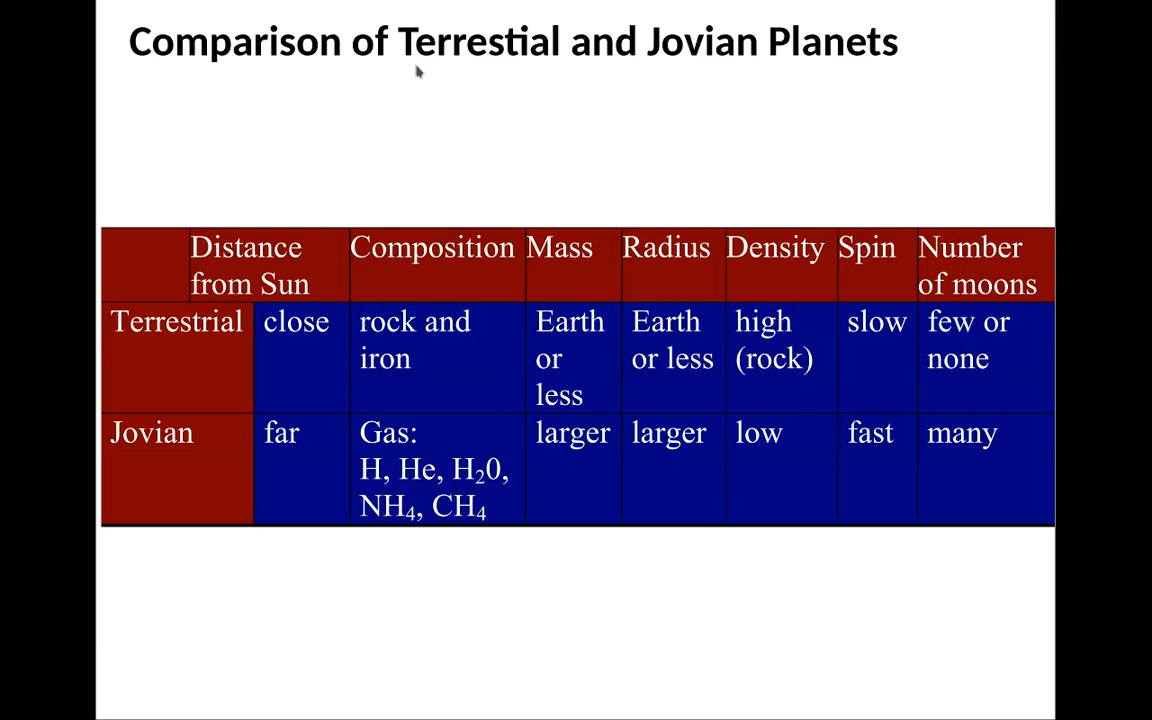 Comparison of Terrestial and Jovian Planets
Distance from Sun Composition Mass Radius Density Spin Number of moons
Terrestrial close rock and iron Earth or less Earth or less high (rock) slow few or none
Jovian far Gas: H, He, H₂0, NH₄, CH₄ larger larger low fast many